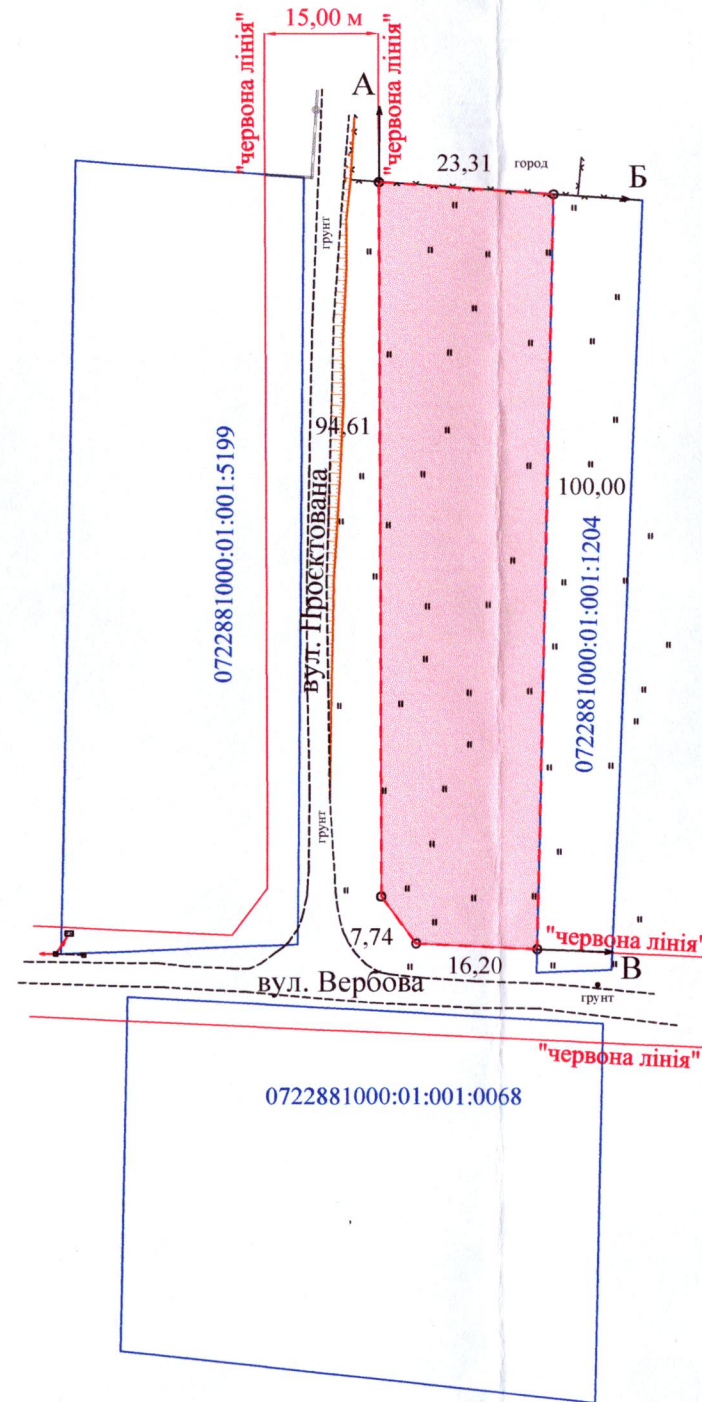 15,00 м
"червона лінія"
"червона лінія"
А
23,31
город
Б
грунт
94,61
0722881000:01:001:5199
вул. Проєктована
100,00
0722881000:01:001:1204
грунт
7,74
16,20
"червона лінія"
В
вул. Вербова
грунт
"червона лінія"
0722881000:01:001:0068